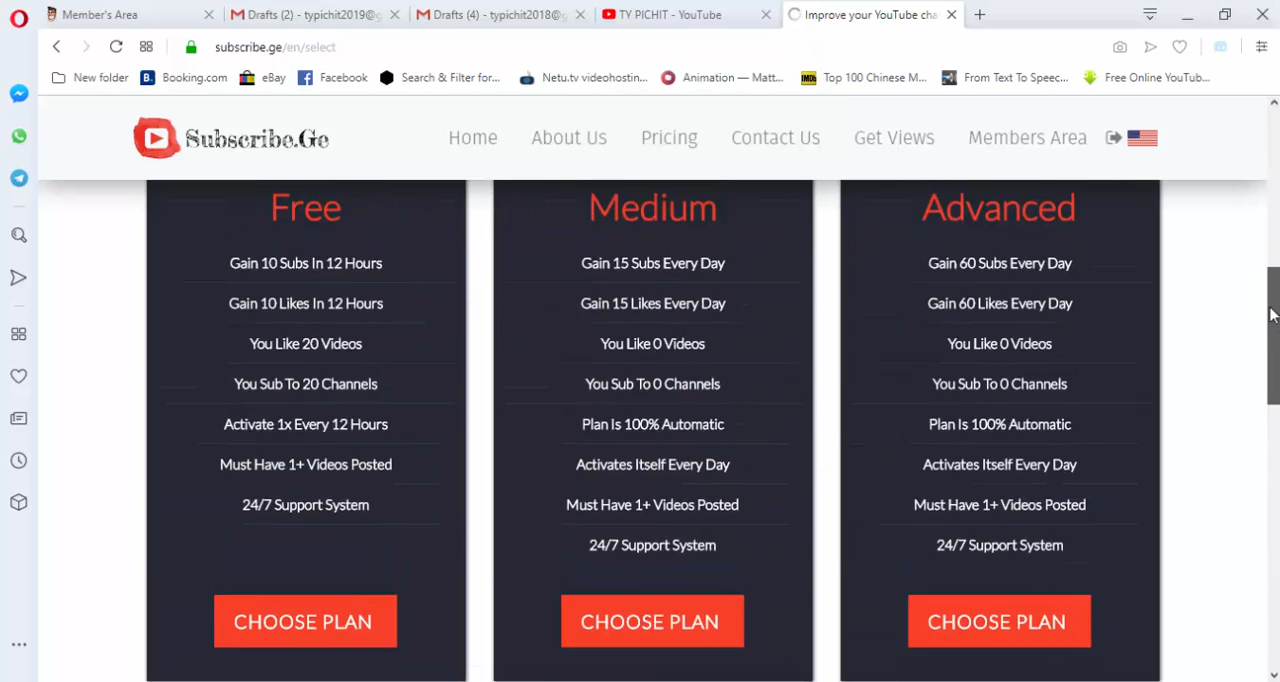 Member's Area
Drafts (2) - typichit2019@g
Drafts (4) - typichit2018@g
TY PICHIT - YouTube
Improve your YouTube cha
subscribe.ge/en/select
New folder
B.
Booking.com
eBay
Facebook
Search & Filter for...
Netu.tv videohostin...
Animation — Matt...
IMDb
Top 100 Chinese M...
From Text To Speec...
Free Online YouTub...
Subscribe.Ge
Home
About Us
Pricing
Contact Us
Get Views
Members Area
Free
Gain 10 Subs In 12 Hours
Gain 10 Likes In 12 Hours
You Like 20 Videos
You Sub To 20 Channels
Activate 1x Every 12 Hours
Must Have 1+ Videos Posted
24/7 Support System
CHOOSE PLAN
Medium
Gain 15 Subs Every Day
Gain 15 Likes Every Day
You Like 0 Videos
You Sub To 0 Channels
Plan Is 100% Automatic
Activates Itself Every Day
Must Have 1+ Videos Posted
24/7 Support System
CHOOSE PLAN
Advanced
Gain 60 Subs Every Day
Gain 60 Likes Every Day
You Like 0 Videos
You Sub To 0 Channels
Plan Is 100% Automatic
Activates Itself Every Day
Must Have 1+ Videos Posted
24/7 Support System
CHOOSE PLAN